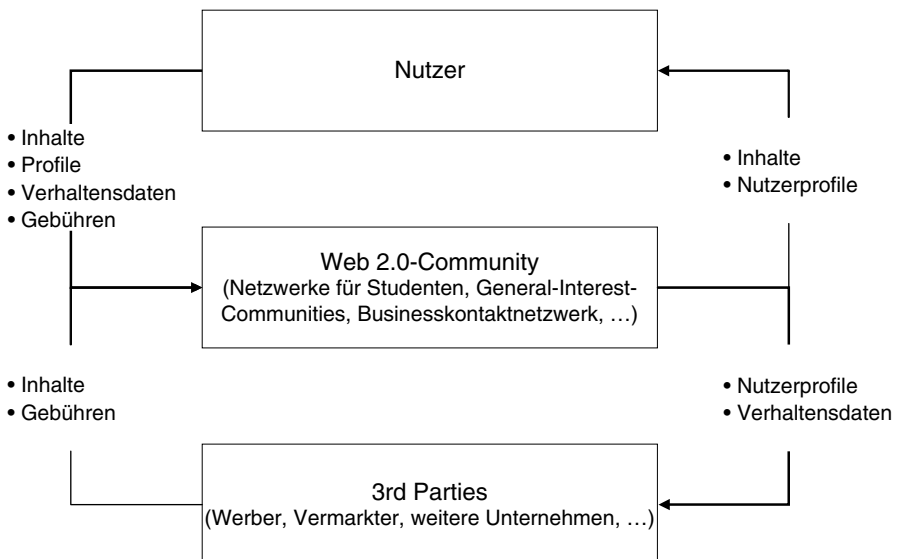 Nutzer
• Inhalte
• Profile
• Verhaltensdaten
• Gebühren
• Inhalte
• Nutzerprofile
Web 2.0-Community
(Netzwerke für Studenten, General-Interest-
Communities, Businesskontaktnetzwerk, …)
• Inhalte
• Gebühren
• Nutzerprofile
• Verhaltensdaten
3rd Parties
(Werber, Vermarkter, weitere Unternehmen, …)